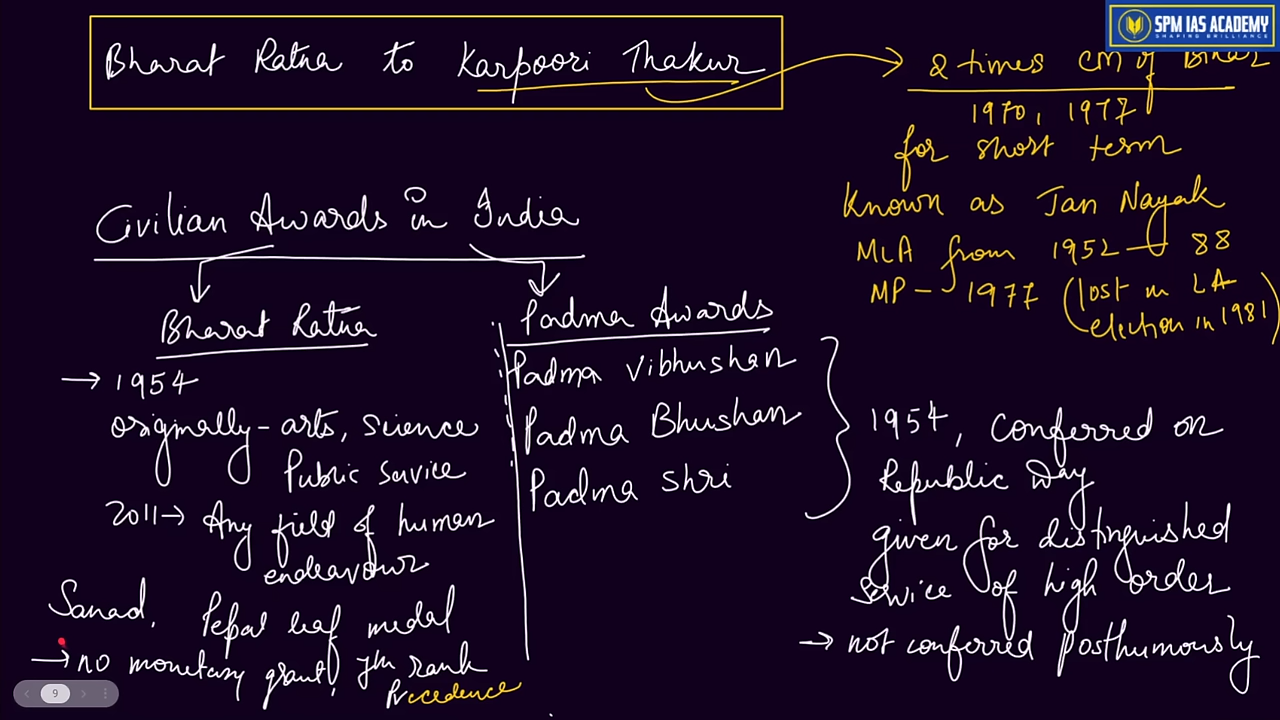 SPM IAS ACADEMY
SHAPING BRILLIANCE
Bharat Ratna to Karpoori Thakur
2 times CM of Bihar
1970, 1977
for short term
Known as Jan Nayak
MLA from 1952 – 88
MP – 1977 (lost in LA
election in 1981)
Civilian Awards in India
Bharat Ratna
→ 1954
originally – arts, science
Public service
2011 → Any field of human
endeavour
Sanad, Pepal leaf medal
→ no monetary grant, 7th rank
Precedence
Padma Awards
Padma Vibhushan
Padma Bhushan
Padma Shri
1954, conferred on
Republic Day
given for distinguished
service of high order
→ not conferred posthumously
9